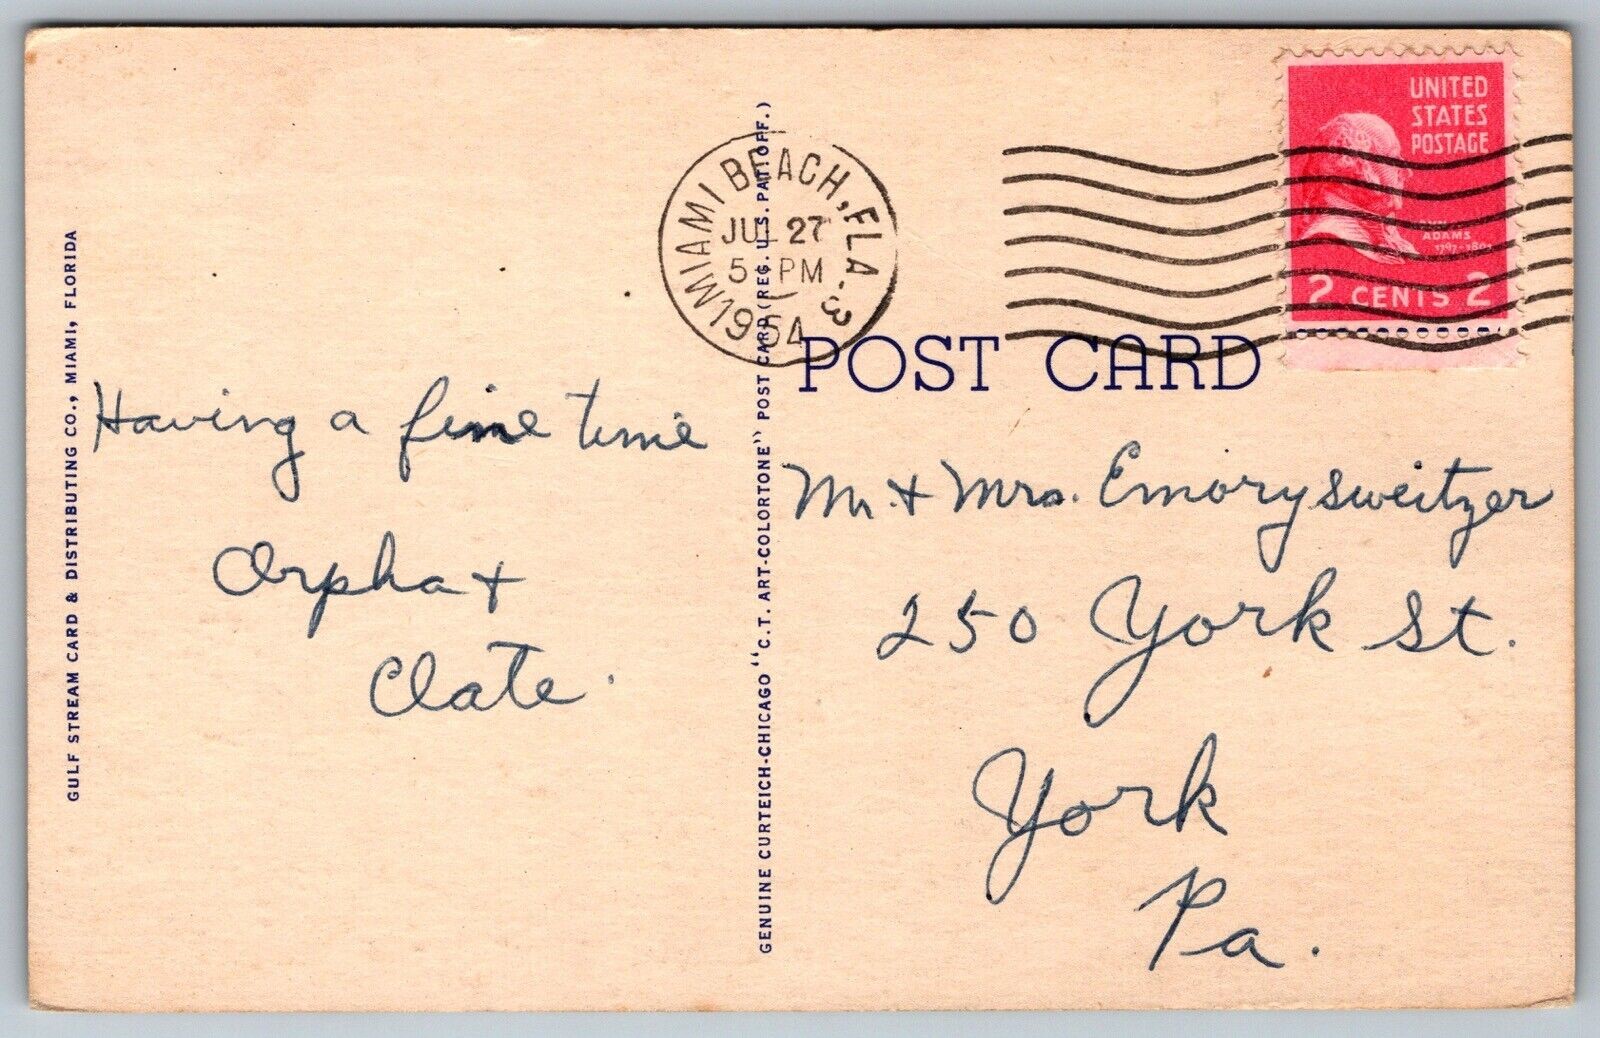 GULF STREAM CARD & DISTRIBUTING CO., MIAMI, FLORIDA
Having a fine time
Orpha +
Clate.
GENUINE CURTEICH-CHICAGO "C.T. ART-COLORTONE" POST CARD (REG. U.S. PAT. OFF.)
MIAMI BEACH, FLA. 3
JUL 27
5 PM
1954
UNITED
STATES
POSTAGE
JOHN
ADAMS
2 CENTS 2
POST CARD
Mr. + Mrs. Emory Sweitzer
250 York St.
York
Pa.